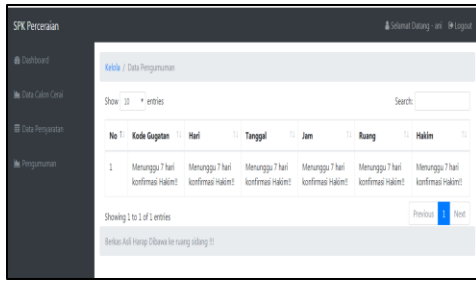 SPK Perceraian
Selamat Datang - ani Logout
Dashboard
Data Calon Cerai
Data Persyaratan
Pengumuman
Kelola / Data Pengumuman
Show 10 entries
Search:
No Kode Gugatan Hari Tanggal Jam Ruang Hakim
1 Menunggu 7 hari Menunggu 7 hari Menunggu 7 hari Menunggu 7 hari Menunggu 7 hari Menunggu 7 hari
konfirmasi Hakim!! konfirmasi Hakim!! konfirmasi Hakim!! konfirmasi Hakim!! konfirmasi Hakim!! konfirmasi Hakim!!
Showing 1 to 1 of 1 entries
Previous 1 Next
Berkas Asli Harap Dibawa ke ruang sidang !!!